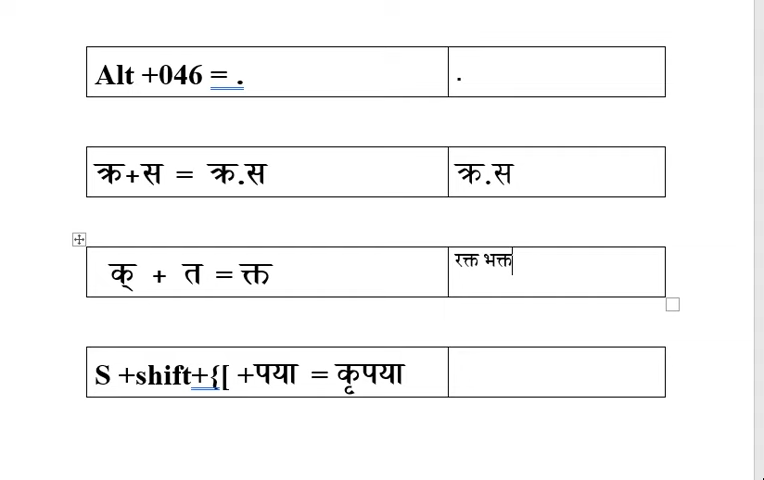 Alt +046 = . .
क्र+स = क्र.स क्र.स
क् + त = क्त रक्त भक्त
S +shift+{[ +पया = कृपया